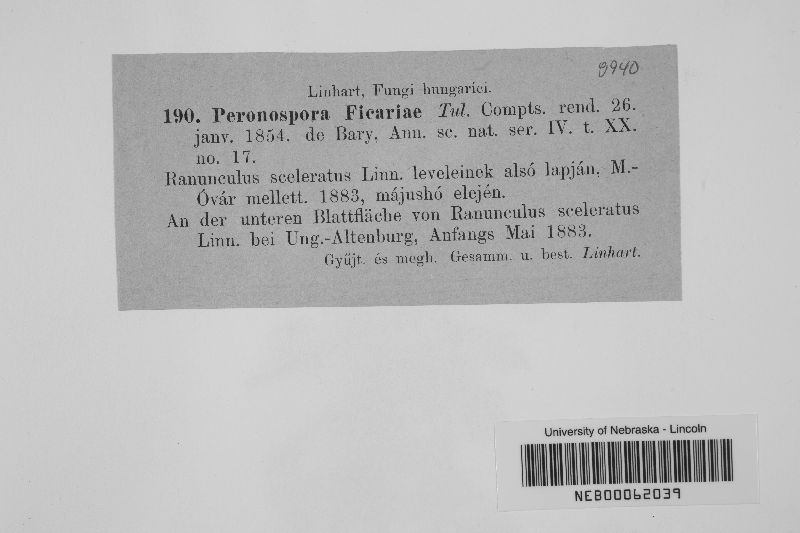 9940
Linhart, Fungi hungarici.
190. Peronospora Ficariae Tul. Compts. rend. 26.
janv. 1854. de Bary, Ann. sc. nat. ser. IV. t. XX.
no. 17.
Ranunculus sceleratus Linn. leveleinek alsó lapján, M.-
Óvár mellett. 1883, májushó elején.
An der unteren Blattfläche von Ranunculus sceleratus
Linn. bei Ung.-Altenburg, Anfangs Mai 1883.
Gyűjt. és megh. Gesamm. u. best. Linhart.
University of Nebraska - Lincoln
NEB00062039